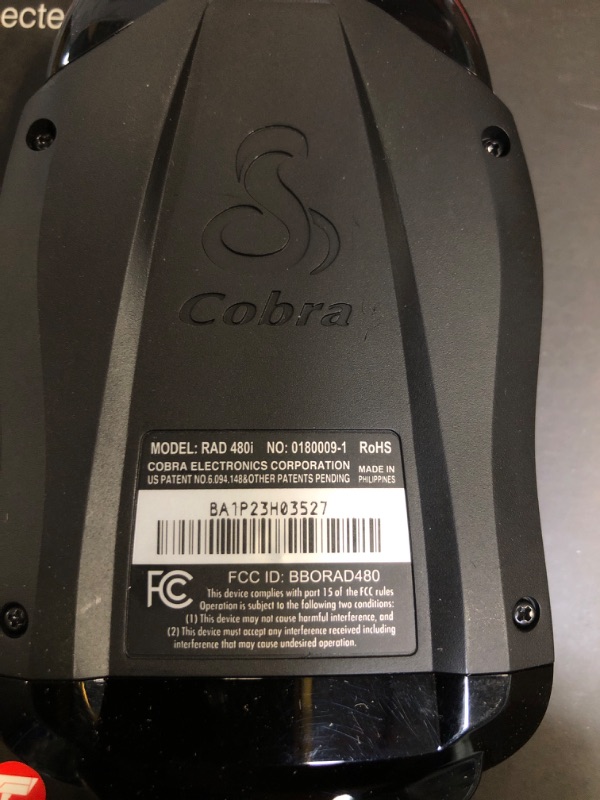 ecte
Cobra
MODEL: RAD 480i NO: 0180009-1 RoHS
COBRA ELECTRONICS CORPORATION MADE IN
US PATENT NO.6,094,148&OTHER PATENTS PENDING PHILIPPINES
BA1P23H03527
FC FCC ID: BBORAD480
This device complies with part 15 of the FCC rules
Operation is subject to the following two conditions:
(1) This device may not cause harmful interference, and
(2) This device must accept any interference received including
interference that may cause undesired operation.